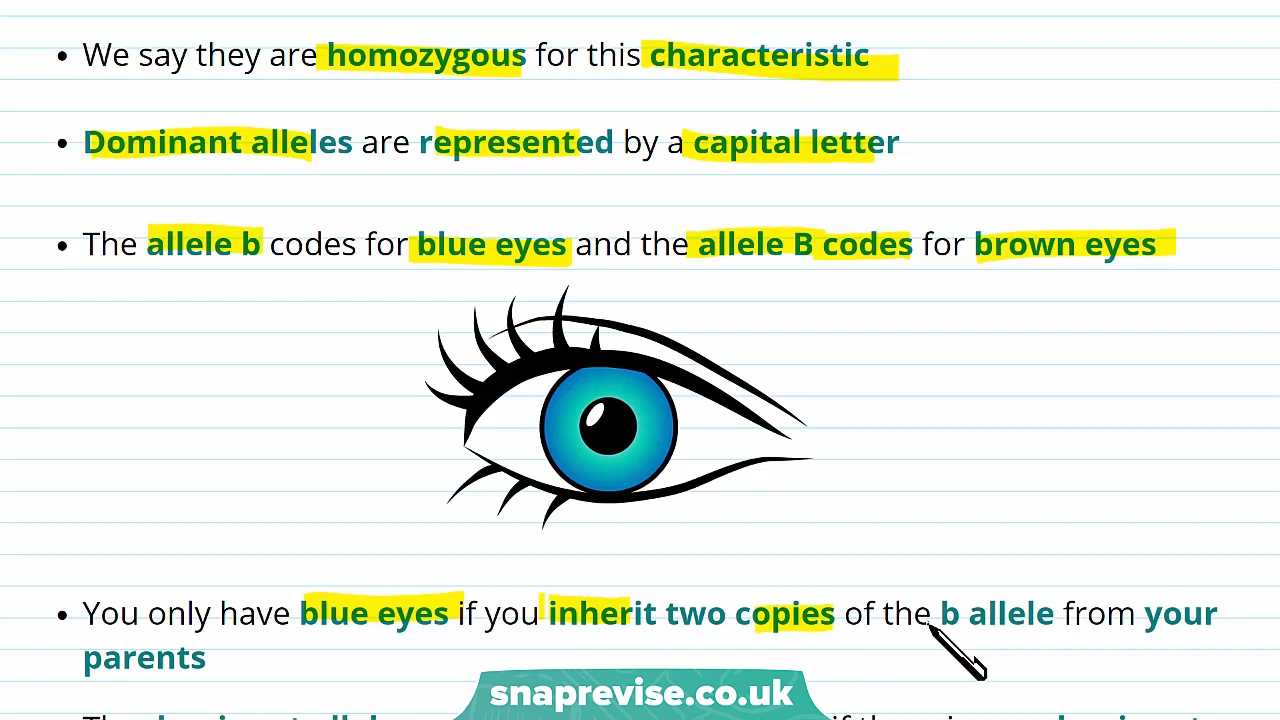 • We say they are homozygous for this characteristic
• Dominant alleles are represented by a capital letter
• The allele b codes for blue eyes and the allele B codes for brown eyes
• You only have blue eyes if you inherit two copies of the b allele from your
parents
snaprevise.co.uk